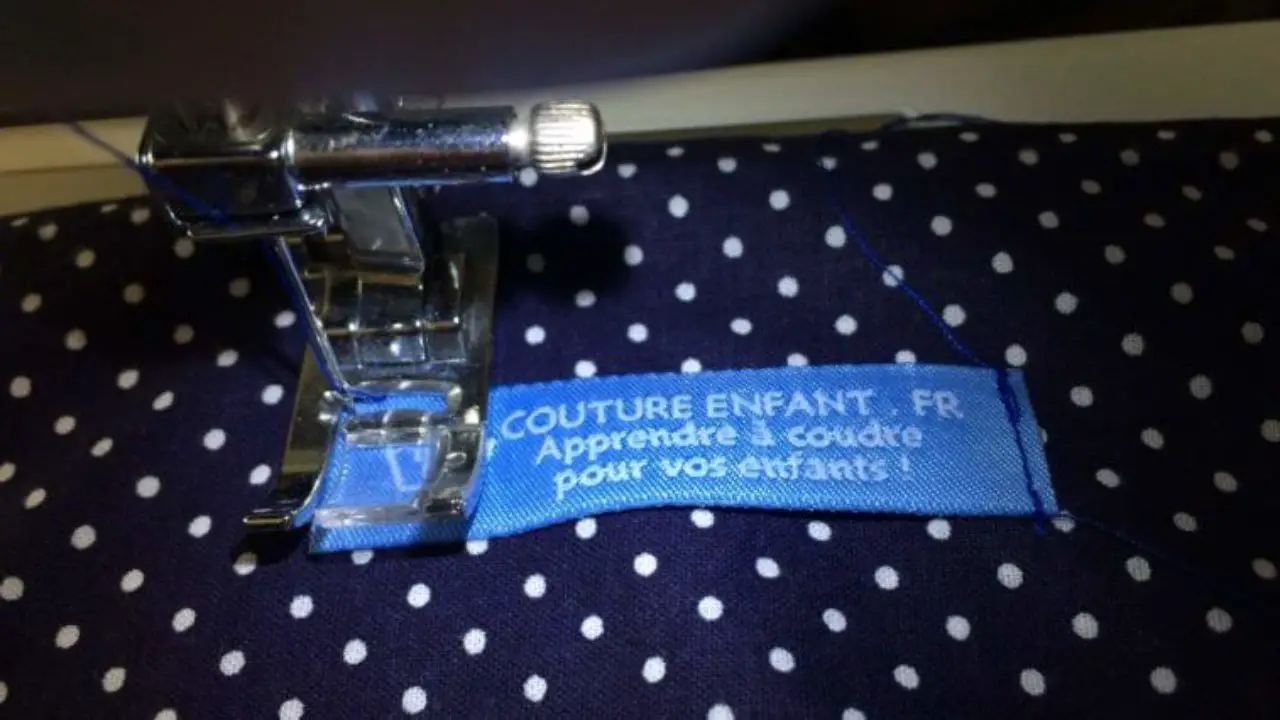 COUTURE ENFANT . FR
Apprendre à coudre
pour vos enfants !